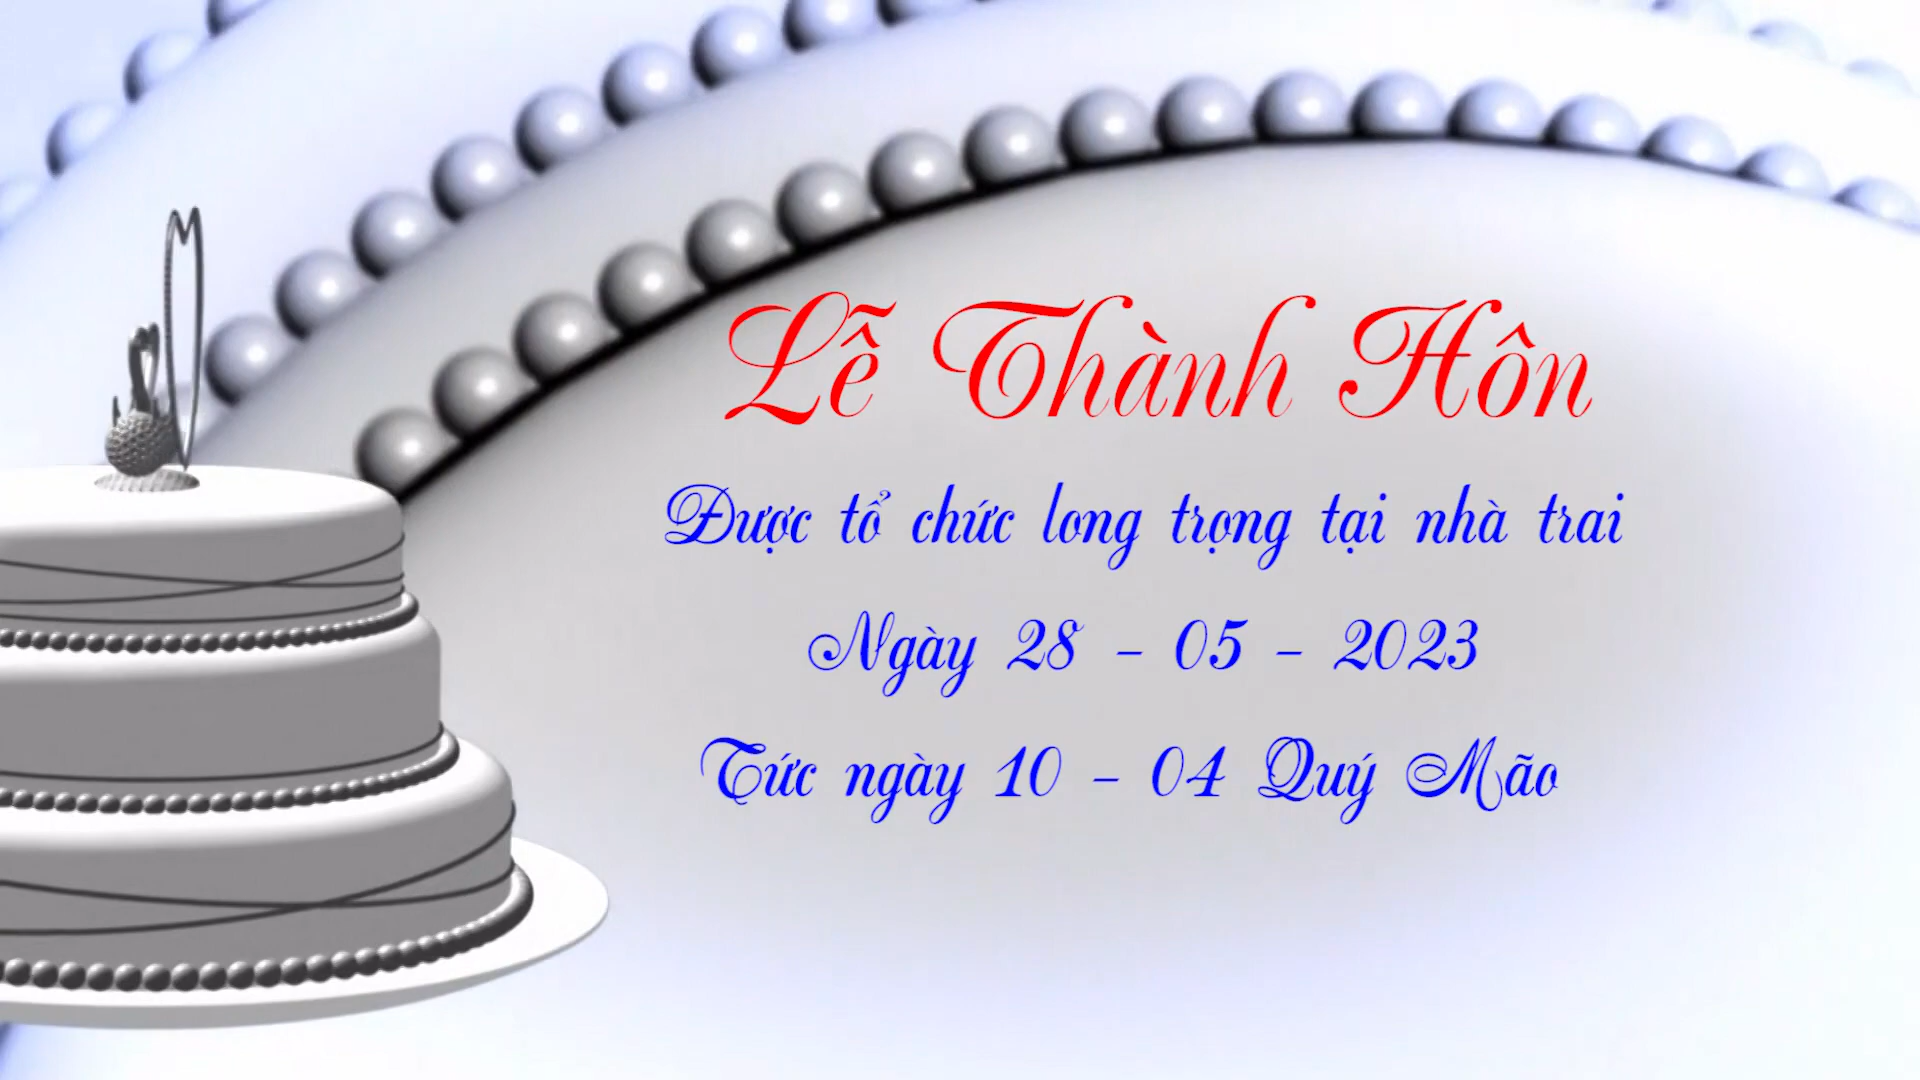 Lễ Thành Hôn
Được tổ chức long trọng tại nhà trai
Ngày 28 - 05 - 2023
Tức ngày 10 - 04 Quý Mão